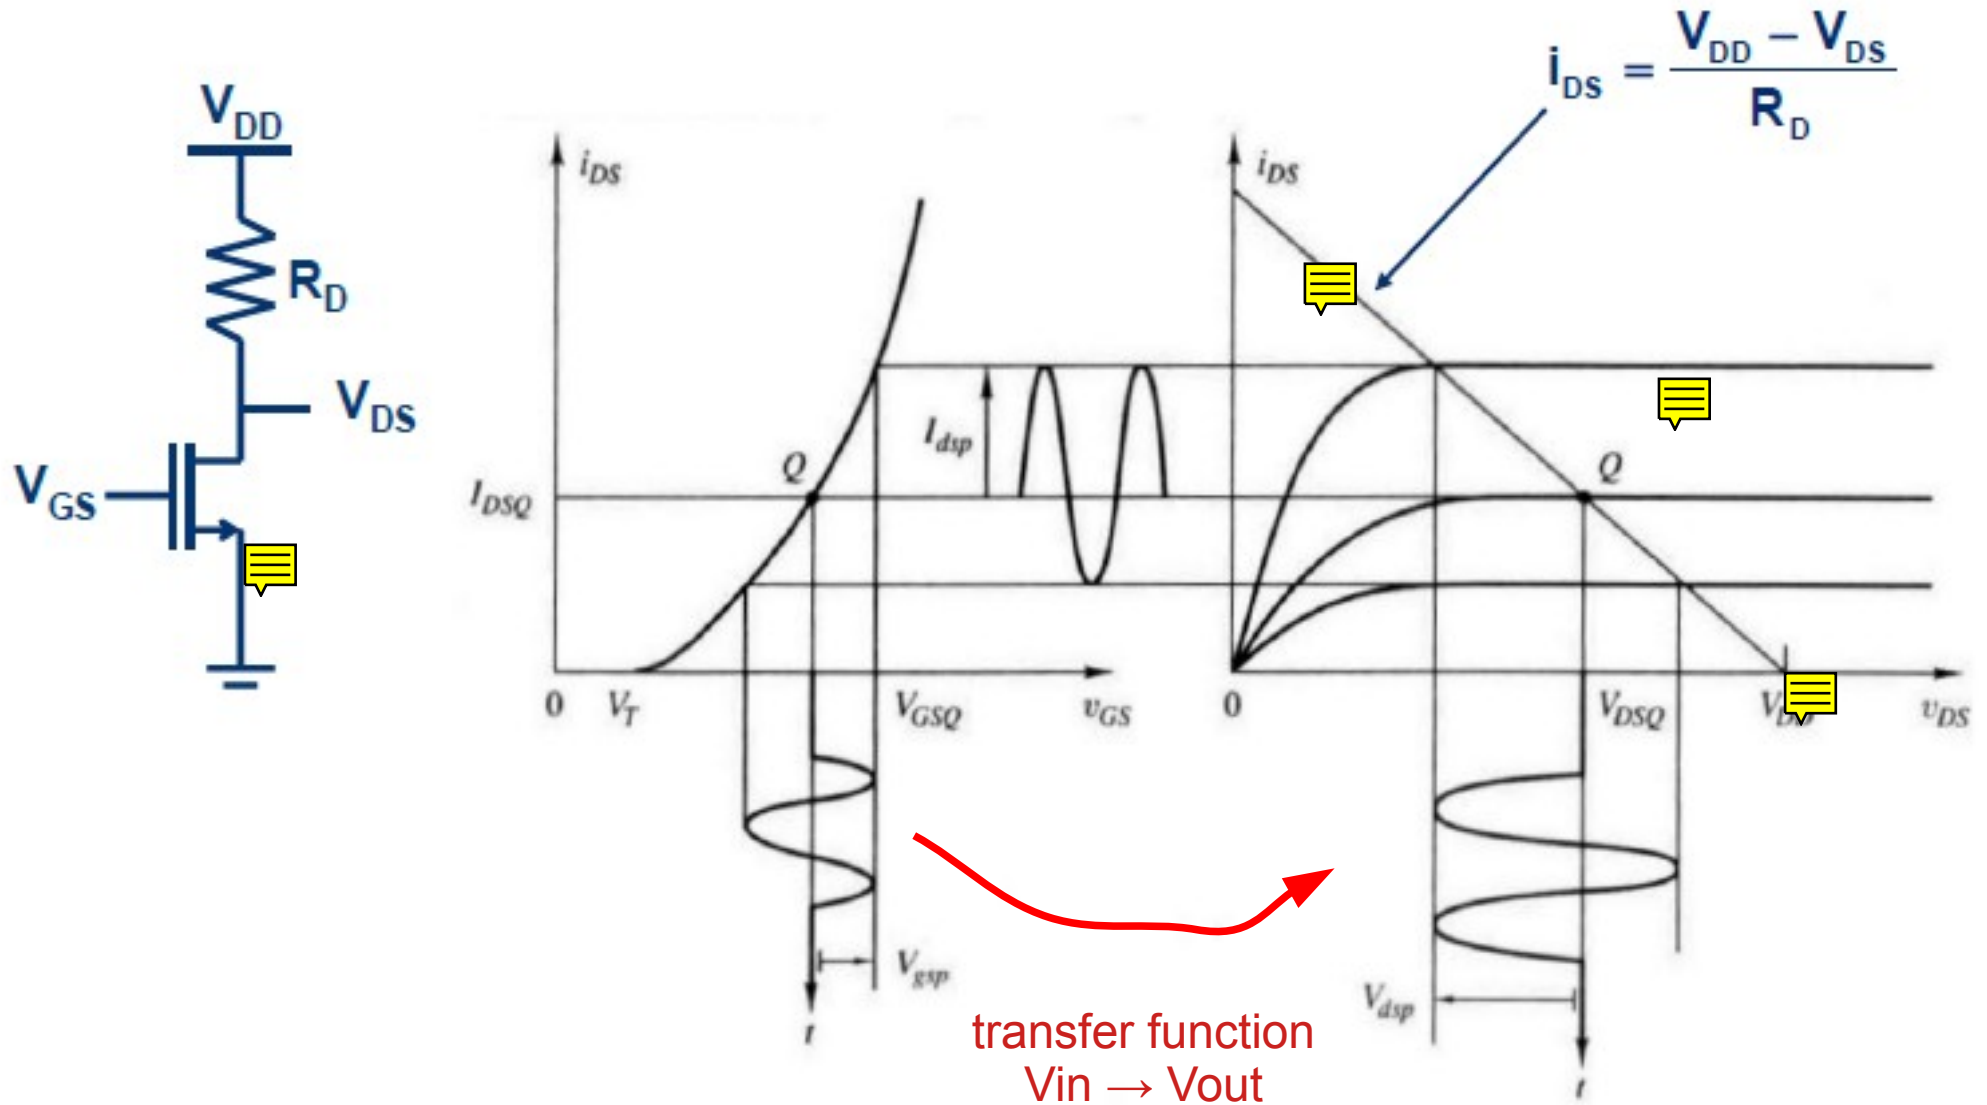 V_DD
R_D
V_DS
V_GS
i_DS = (V_DD − V_DS) / R_D
i_DS
I_dsp
Q
I_DSQ
0 V_T V_GSQ v_GS
V_gsp
t
i_DS
Q
0 V_DSQ V_DD v_DS
V_dsp
t
transfer function
Vin → Vout